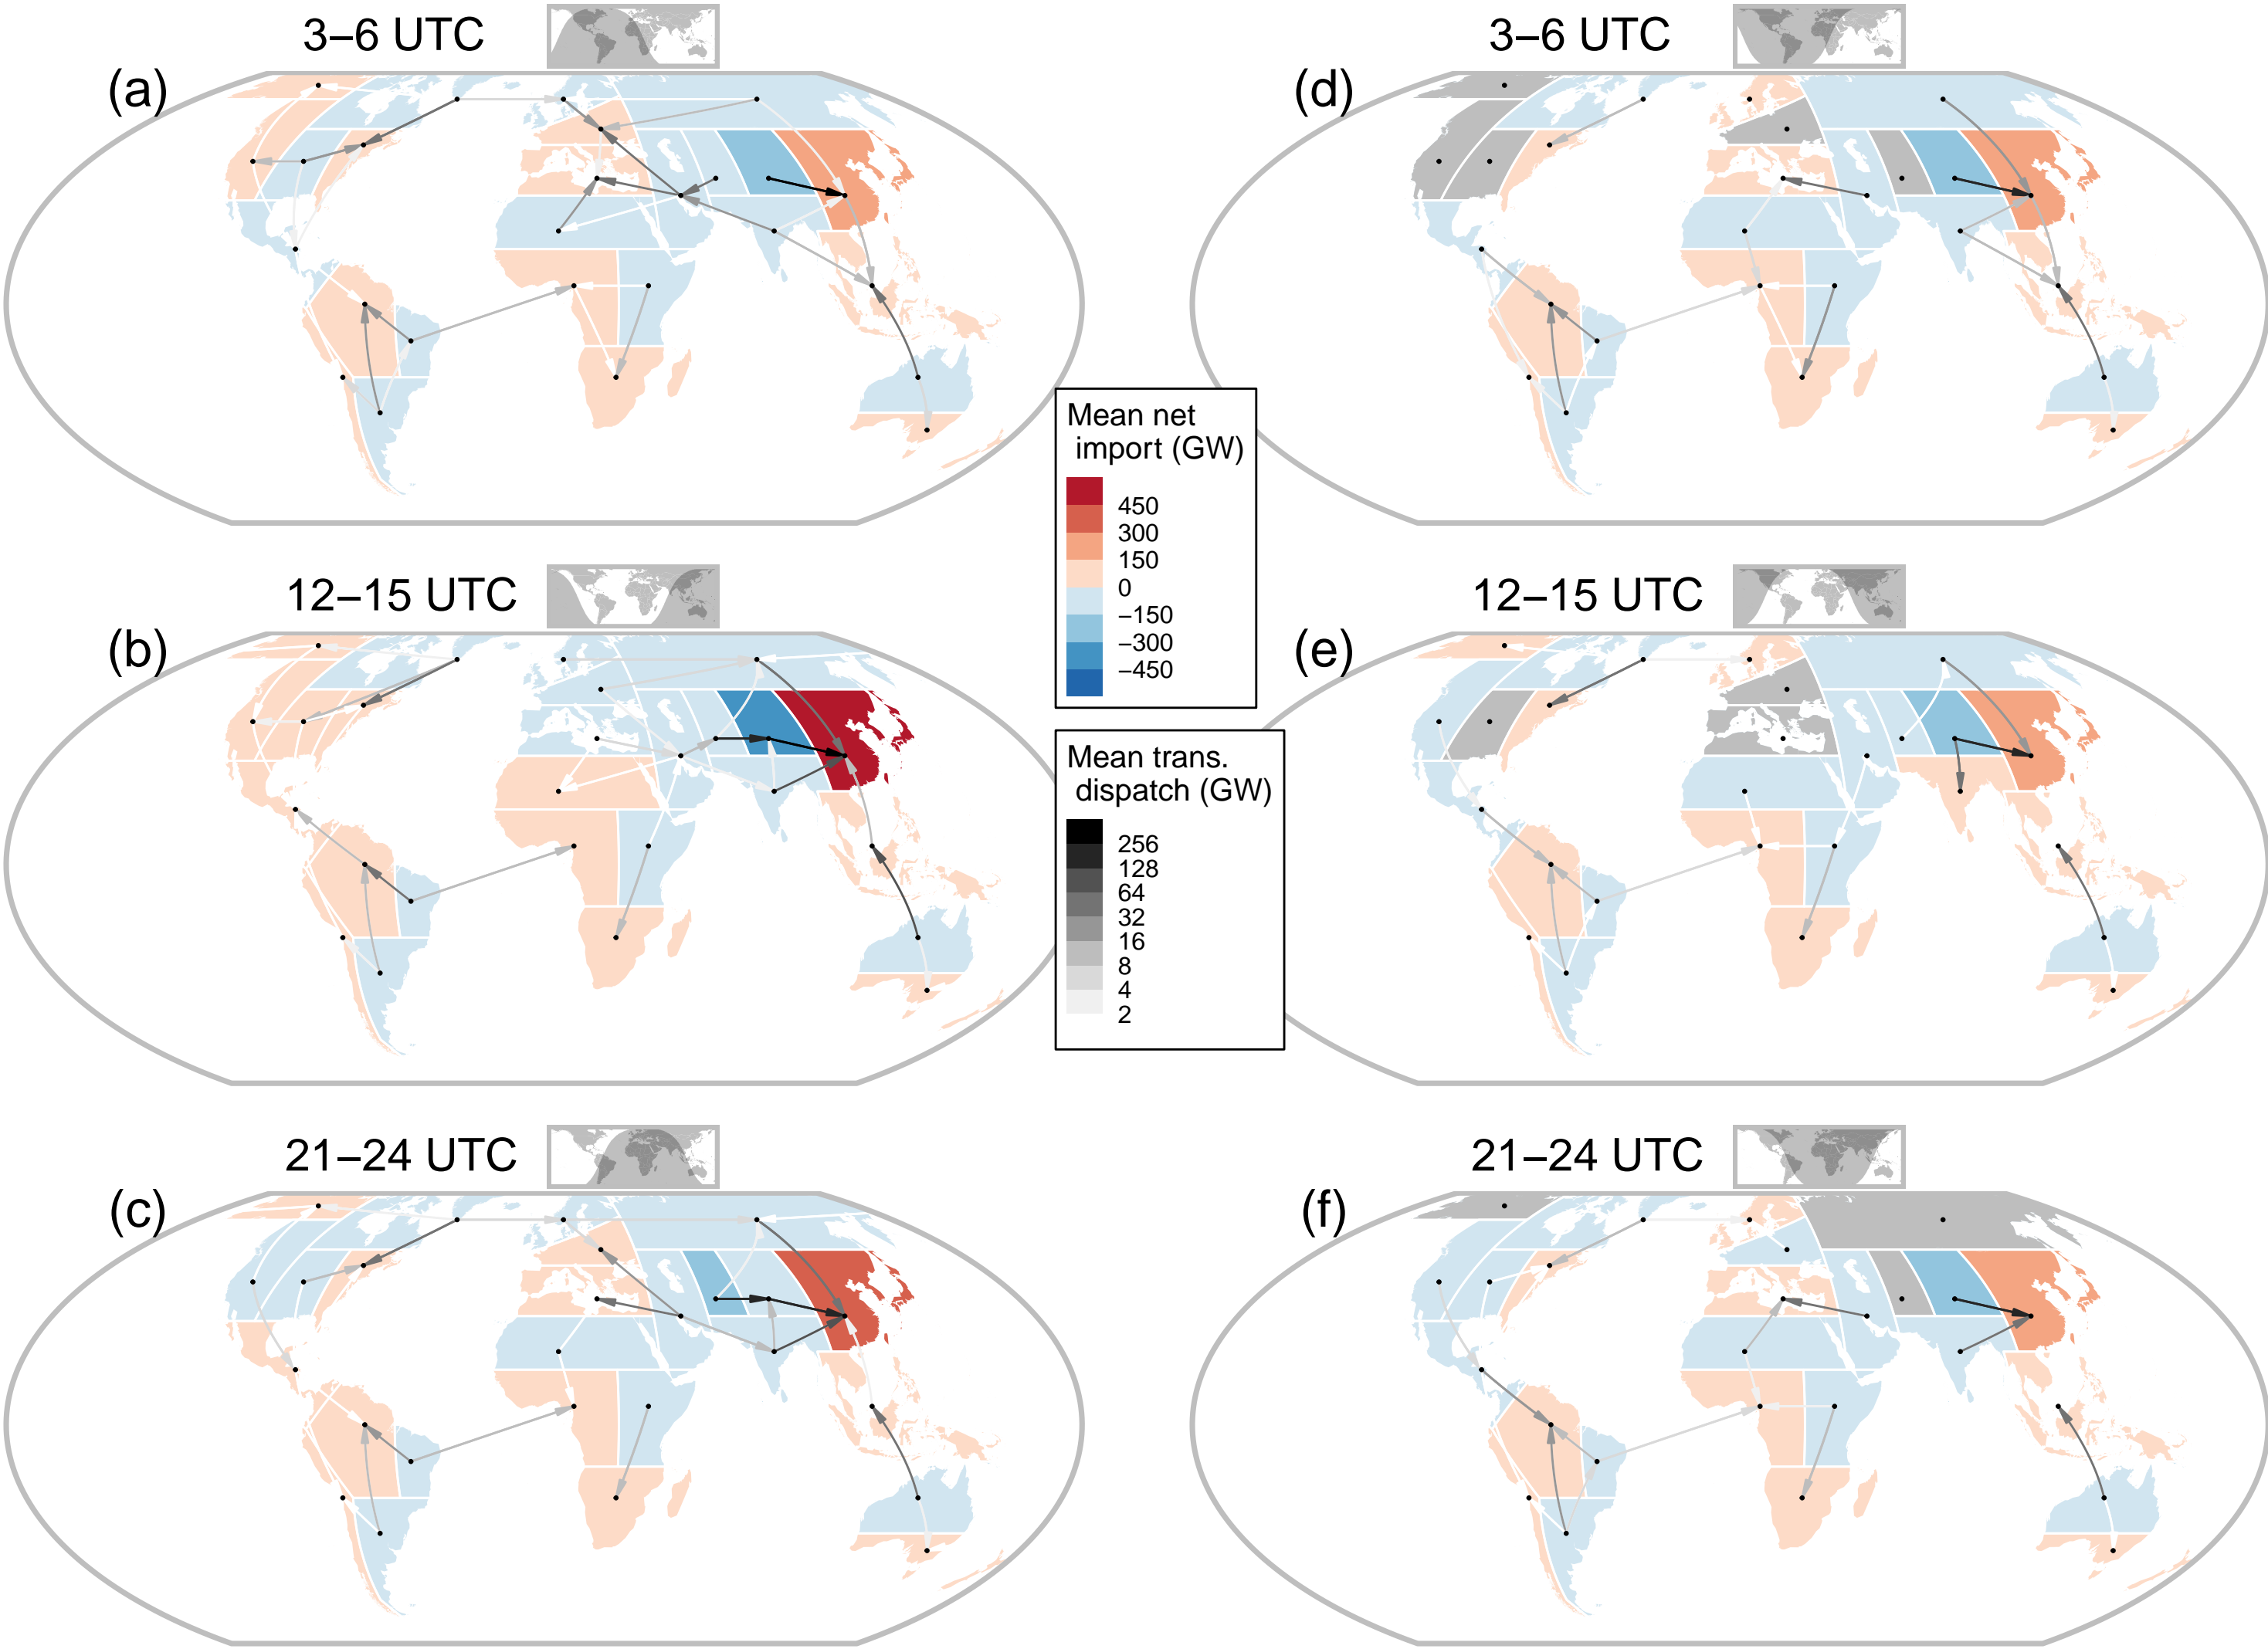 3–6 UTC
(a)
3–6 UTC
(d)
Mean net
import (GW)
450
300
150
0
−150
−300
−450
12–15 UTC
(b)
12–15 UTC
(e)
Mean trans.
dispatch (GW)
256
128
64
32
16
8
4
2
21–24 UTC
(c)
21–24 UTC
(f)